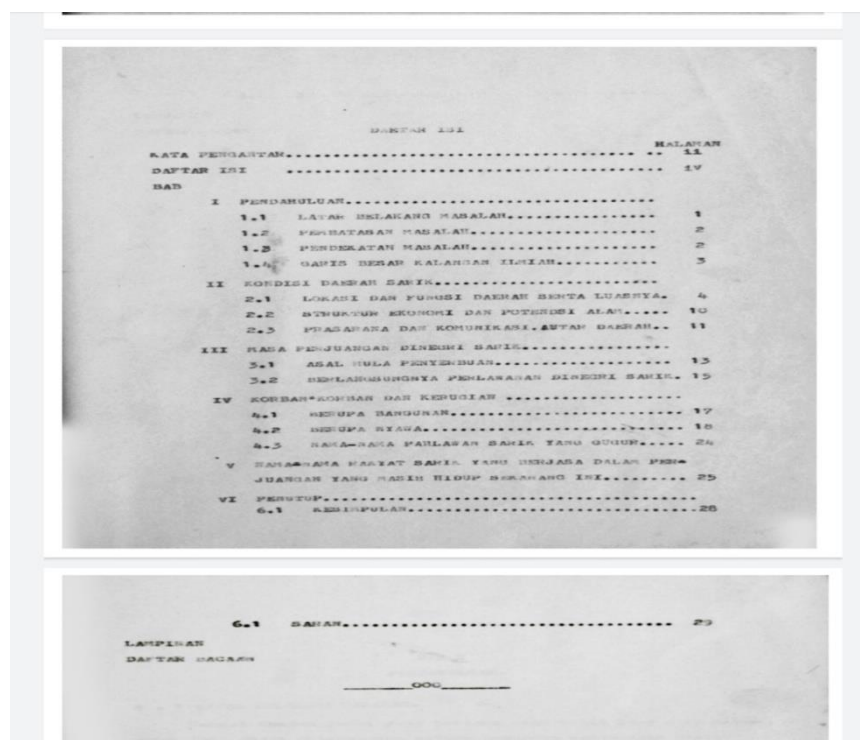 DAFTAR ISI
HALAMAN
KATA PENGANTAR.................................... .. ii
DAFTAR ISI ...................................... iv
BAB
I PENDAHULUAN..................................
1.1 LATAR BELAKANG MASALAH................ 1
1.2 PEMBATASAN MASALAH.................... 2
1.3 PENDEKATAN MASALAH.................... 2
1.4 GARIS BESAR KALANGAN ILMIAH........... 3
II KONDISI DAERAH SARIK.........................
2.1 LOKASI DAN FUNGSI DAERAH SERTA LUASNYA. 4
2.2 STRUKTUR EKONOMI DAN POTENSI ALAM..... 10
2.3 PRASARANA DAN KOMUNIKASI ANTAR DAERAH.. 11
III MASA PERJUANGAN DINEGRI SARIK................
3.1 ASAL MULA PENYERBUAN.................. 13
3.2 BERLANGSUNGNYA PERLAWANAN DINEGRI SARIK. 15
IV KORBAN-KORBAN DAN KERUGIAN ..................
4.1 BERUPA BANGUNAN....................... 17
4.2 BERUPA NYAWA.......................... 18
4.3 NAMA-NAMA PAHLAWAN SARIK YANG GUGUR..... 24
V NAMA-NAMA RAKYAT SARIK YANG BERJASA DALAM PER-
JUANGAN YANG MASIH HIDUP SEKARANG INI......... 25
VI PENUTUP......................................
6.1 KESIMPULAN.............................28
6.1 SARAN.................................. 29
LAMPIRAN
DAFTAR BACAAN
________OOO________